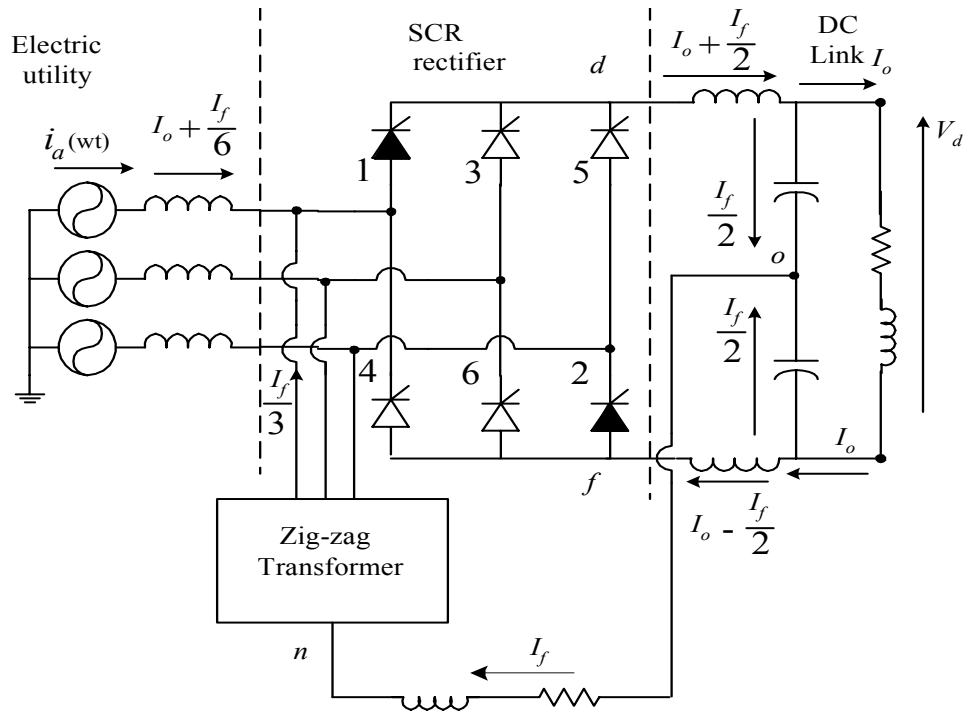 Electric
utility
SCR
rectifier
DC
Link
d
I_o + I_f/2
I_o
i_a (wt)
I_o + I_f/6
1
3
5
V_d
I_f/2
o
I_f/2
4
6
2
I_f/3
I_o
f
I_o - I_f/2
Zig-zag
Transformer
n
I_f